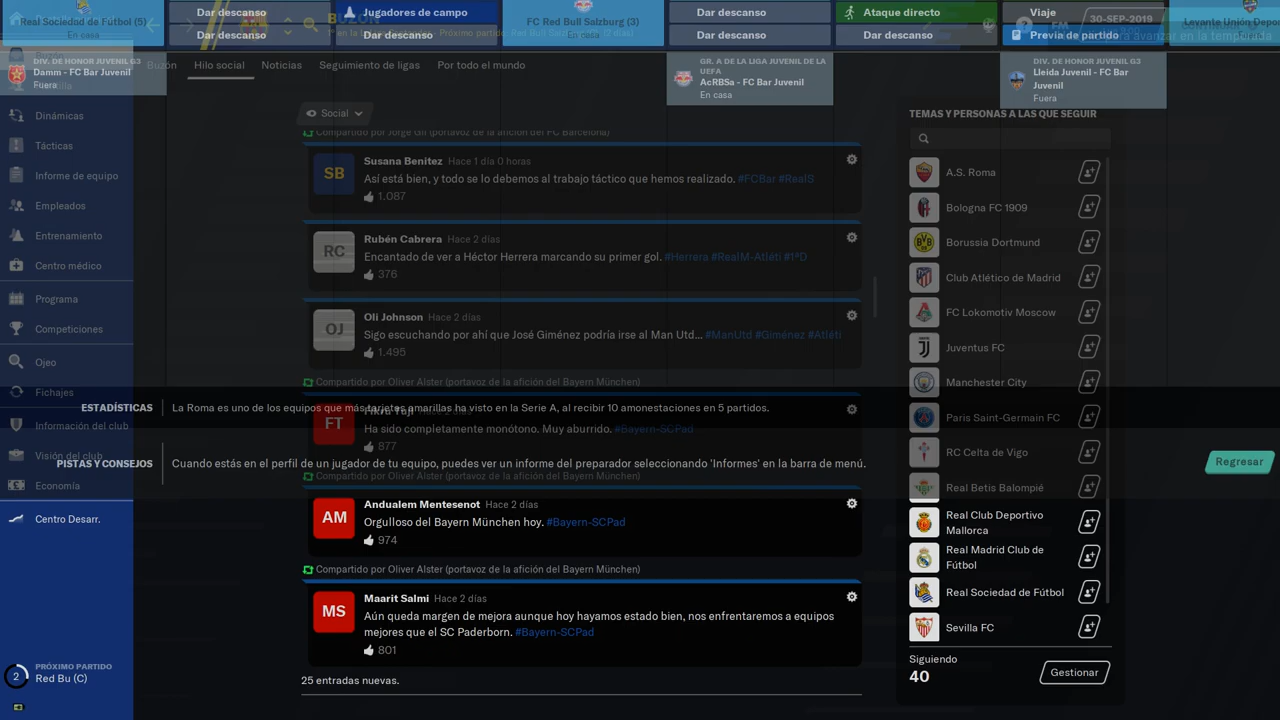 Real Sociedad de Fútbol (5)
En casa
Dar descanso
Dar descanso
Jugadores de campo
Dar descanso
FC Red Bull Salzburg (3)
En casa
Dar descanso
Dar descanso
Ataque directo
Dar descanso
Viaje
Previa de partido
30-SEP-2019
Levante Unión Depor
En casa
DIV. DE HONOR JUVENIL G3
Damm - FC Bar Juvenil
Fuera
GR. A DE LA LIGA JUVENIL DE LA UEFA
AcRBSa - FC Bar Juvenil
En casa
DIV. DE HONOR JUVENIL G3
Lleida Juvenil - FC Bar
Juvenil
Fuera
Buzón
Hilo social
Noticias
Seguimiento de ligas
Por todo el mundo
Dinámicas
Tácticas
Informe de equipo
Empleados
Entrenamiento
Centro médico
Programa
Competiciones
Ojeo
Fichajes
Información del club
Visión del club
Economía
Centro Desarr.
PRÓXIMO PARTIDO
2
Red Bu (C)
Social
Compartido por Jorge Gil (portavoz de la afición del FC Barcelona)
SB
Susana Benitez Hace 1 día 0 horas
Así está bien, y todo se lo debemos al trabajo táctico que hemos realizado. #FCBar #RealS
1.087
RC
Rubén Cabrera Hace 2 días
Encantado de ver a Héctor Herrera marcando su primer gol. #Herrera #RealM-Atléti #1ªD
376
OJ
Oli Johnson Hace 2 días
Sigo escuchando por ahí que José Giménez podría irse al Man Utd... #ManUtd #Giménez #Atléti
1.495
Compartido por Oliver Alster (portavoz de la afición del Bayern München)
ESTADÍSTICAS
La Roma es uno de los equipos que más tarjetas amarillas ha visto en la Serie A, al recibir 10 amonestaciones en 5 partidos.
FT
Ha sido completamente monótono. Muy aburrido. #Bayern-SCPad
877
PISTAS Y CONSEJOS
Cuando estás en el perfil de un jugador de tu equipo, puedes ver un informe del preparador seleccionando 'Informes' en la barra de menú.
Regresar
Compartido por Oliver Alster (portavoz de la afición del Bayern München)
AM
Andualem Mentesenot Hace 2 días
Orgulloso del Bayern München hoy. #Bayern-SCPad
974
Compartido por Oliver Alster (portavoz de la afición del Bayern München)
MS
Maarit Salmi Hace 2 días
Aún queda margen de mejora aunque hoy hayamos estado bien, nos enfrentaremos a equipos
mejores que el SC Paderborn. #Bayern-SCPad
801
25 entradas nuevas.
TEMAS Y PERSONAS A LAS QUE SEGUIR
A.S. Roma
Bologna FC 1909
Borussia Dortmund
Club Atlético de Madrid
FC Lokomotiv Moscow
Juventus FC
Manchester City
Paris Saint-Germain FC
RC Celta de Vigo
Real Betis Balompié
Real Club Deportivo
Mallorca
Real Madrid Club de
Fútbol
Real Sociedad de Fútbol
Sevilla FC
Siguiendo
40
Gestionar